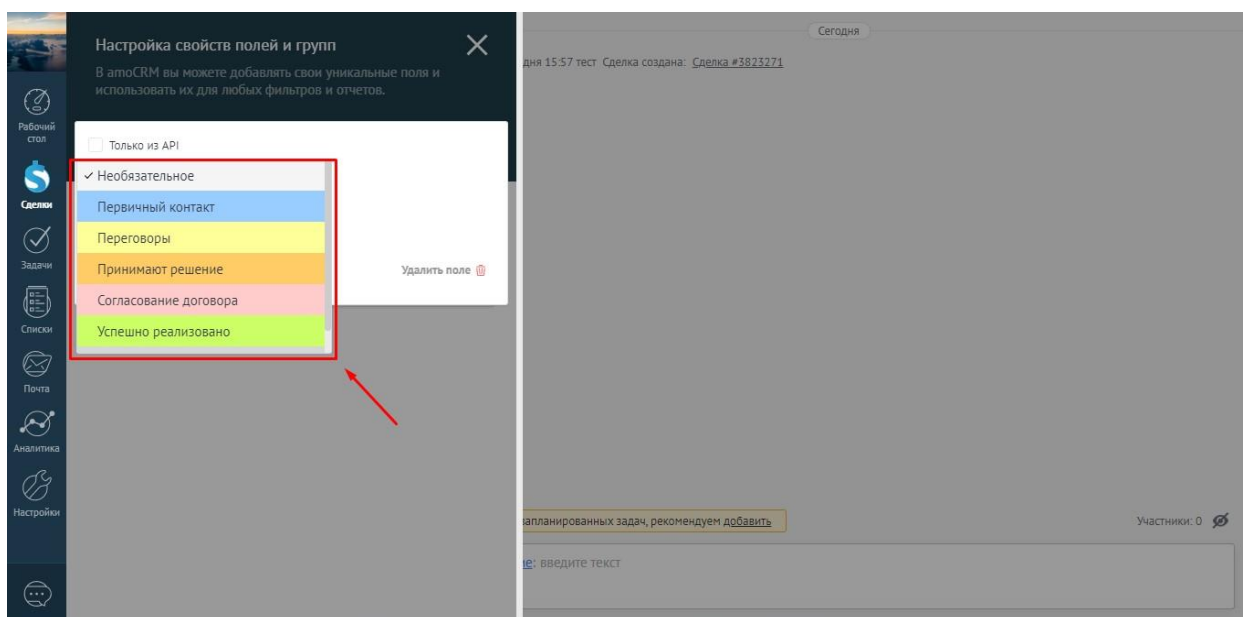 Рабочий
стол
Сделки
Задачи
Списки
Почта
Аналитика
Настройки
Настройка свойств полей и групп
В amoCRM вы можете добавлять свои уникальные поля и
использовать их для любых фильтров и отчетов.
Только из API
Необязательное
Первичный контакт
Переговоры
Принимают решение
Согласование договора
Успешно реализовано
Удалить поле
Сегодня
дня 15:57 тест Сделка создана: Сделка #3823271
запланированных задач, рекомендуем добавить
Участники: 0
ие: введите текст